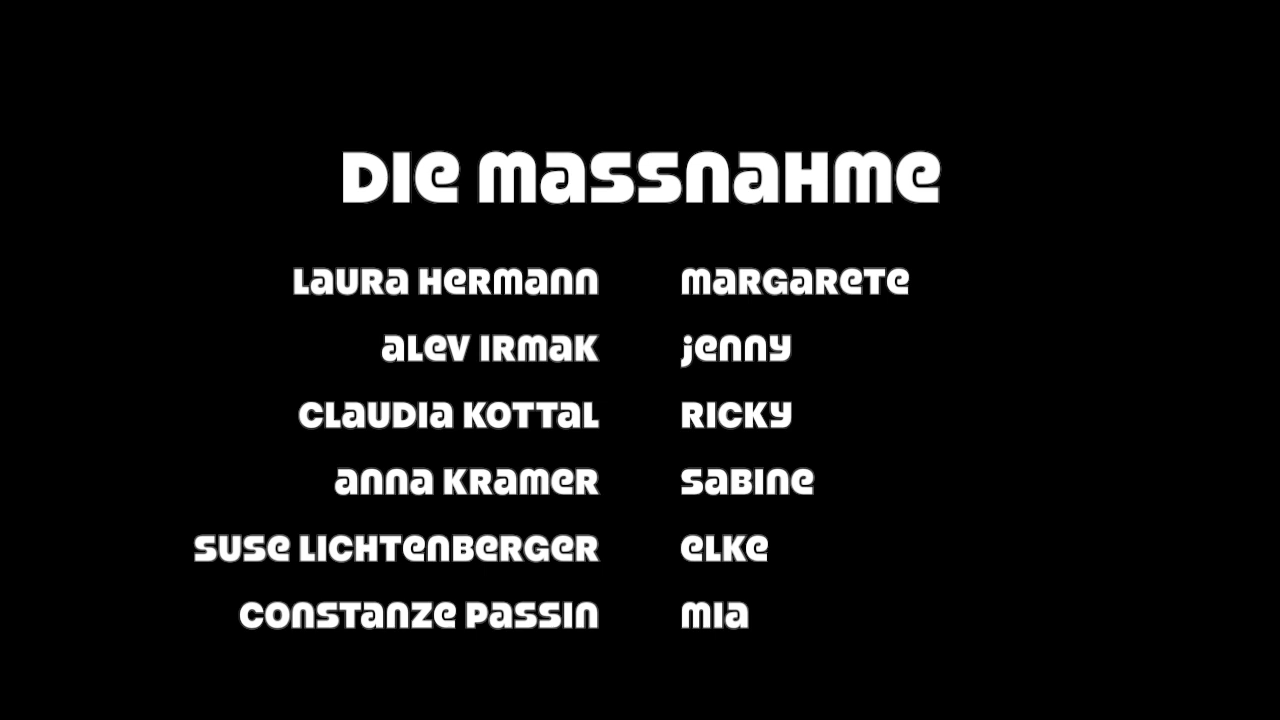 DIE MASSNAHME
LAURA HERMANN MARGARETE
ALEV IRMAK JENNY
CLAUDIA KOTTAL RICKY
ANNA KRAMER SABINE
SUSE LICHTENBERGER ELKE
CONSTANZE PASSIN MIA